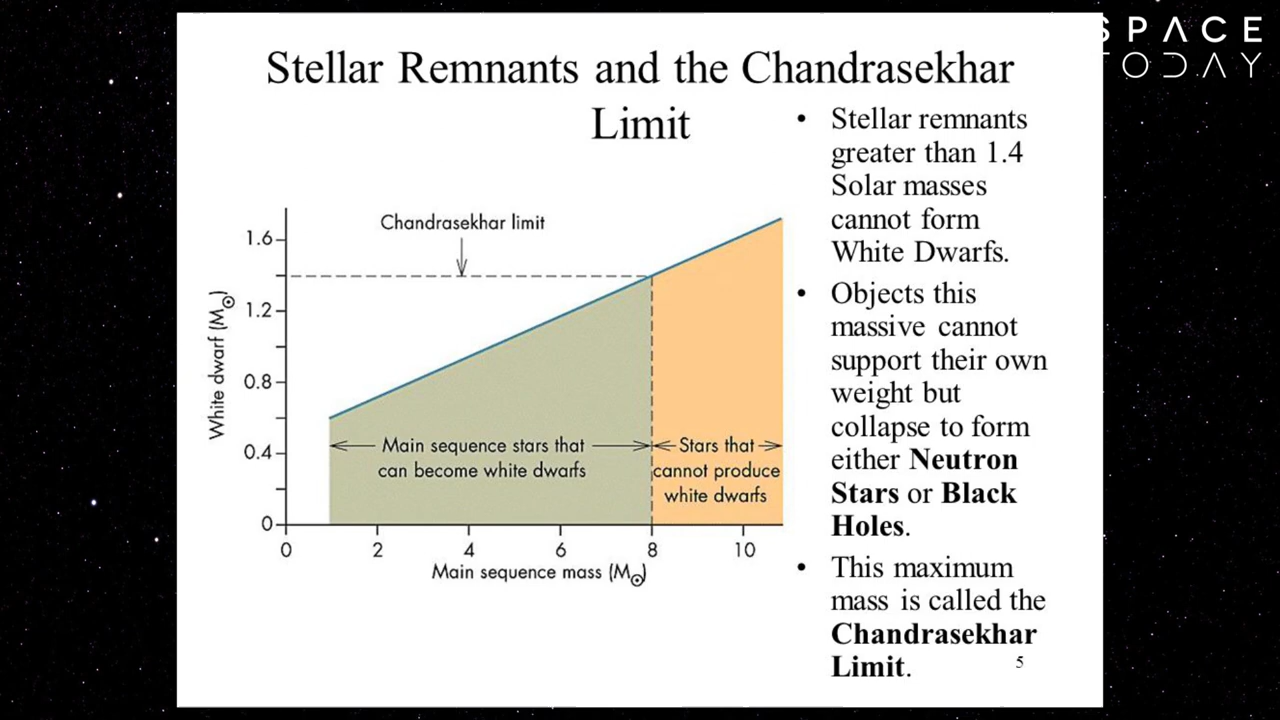 SPACE
TODAY
Stellar Remnants and the Chandrasekhar
Limit
• Stellar remnants
greater than 1.4
Solar masses
cannot form
White Dwarfs.
• Objects this
massive cannot
support their own
weight but
collapse to form
either Neutron
Stars or Black
Holes.
• This maximum
mass is called the
Chandrasekhar
Limit.
Chandrasekhar limit
White dwarf (M☉)
1.6
1.2
0.8
0.4
0
Main sequence stars that
can become white dwarfs
Stars that
cannot produce
white dwarfs
0 2 4 6 8 10
Main sequence mass (M☉)
5